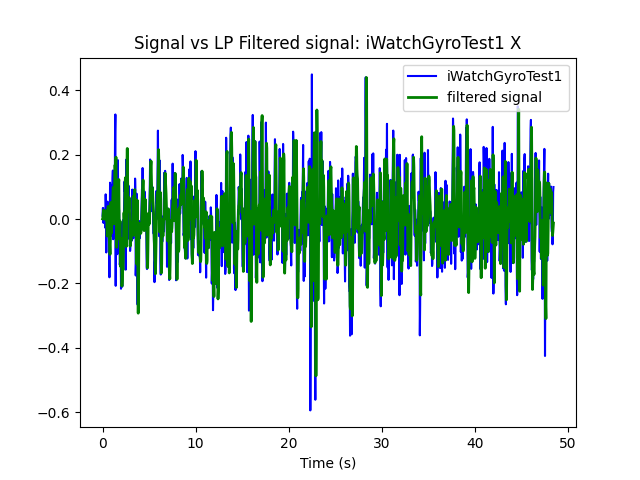 Signal vs LP Filtered signal: iWatchGyroTest1 X
iWatchGyroTest1
filtered signal
0.4
0.2
0.0
−0.2
−0.4
−0.6
0 10 20 30 40 50
Time (s)